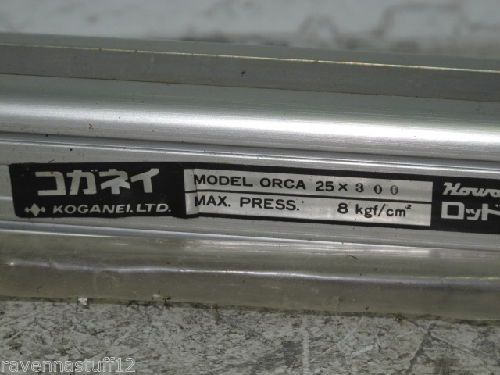 コガネイ
KOGANEI.LTD.
MODEL ORCA 25×300
MAX. PRESS. 8 kgf/cm²
ロッド
ravennastuff12